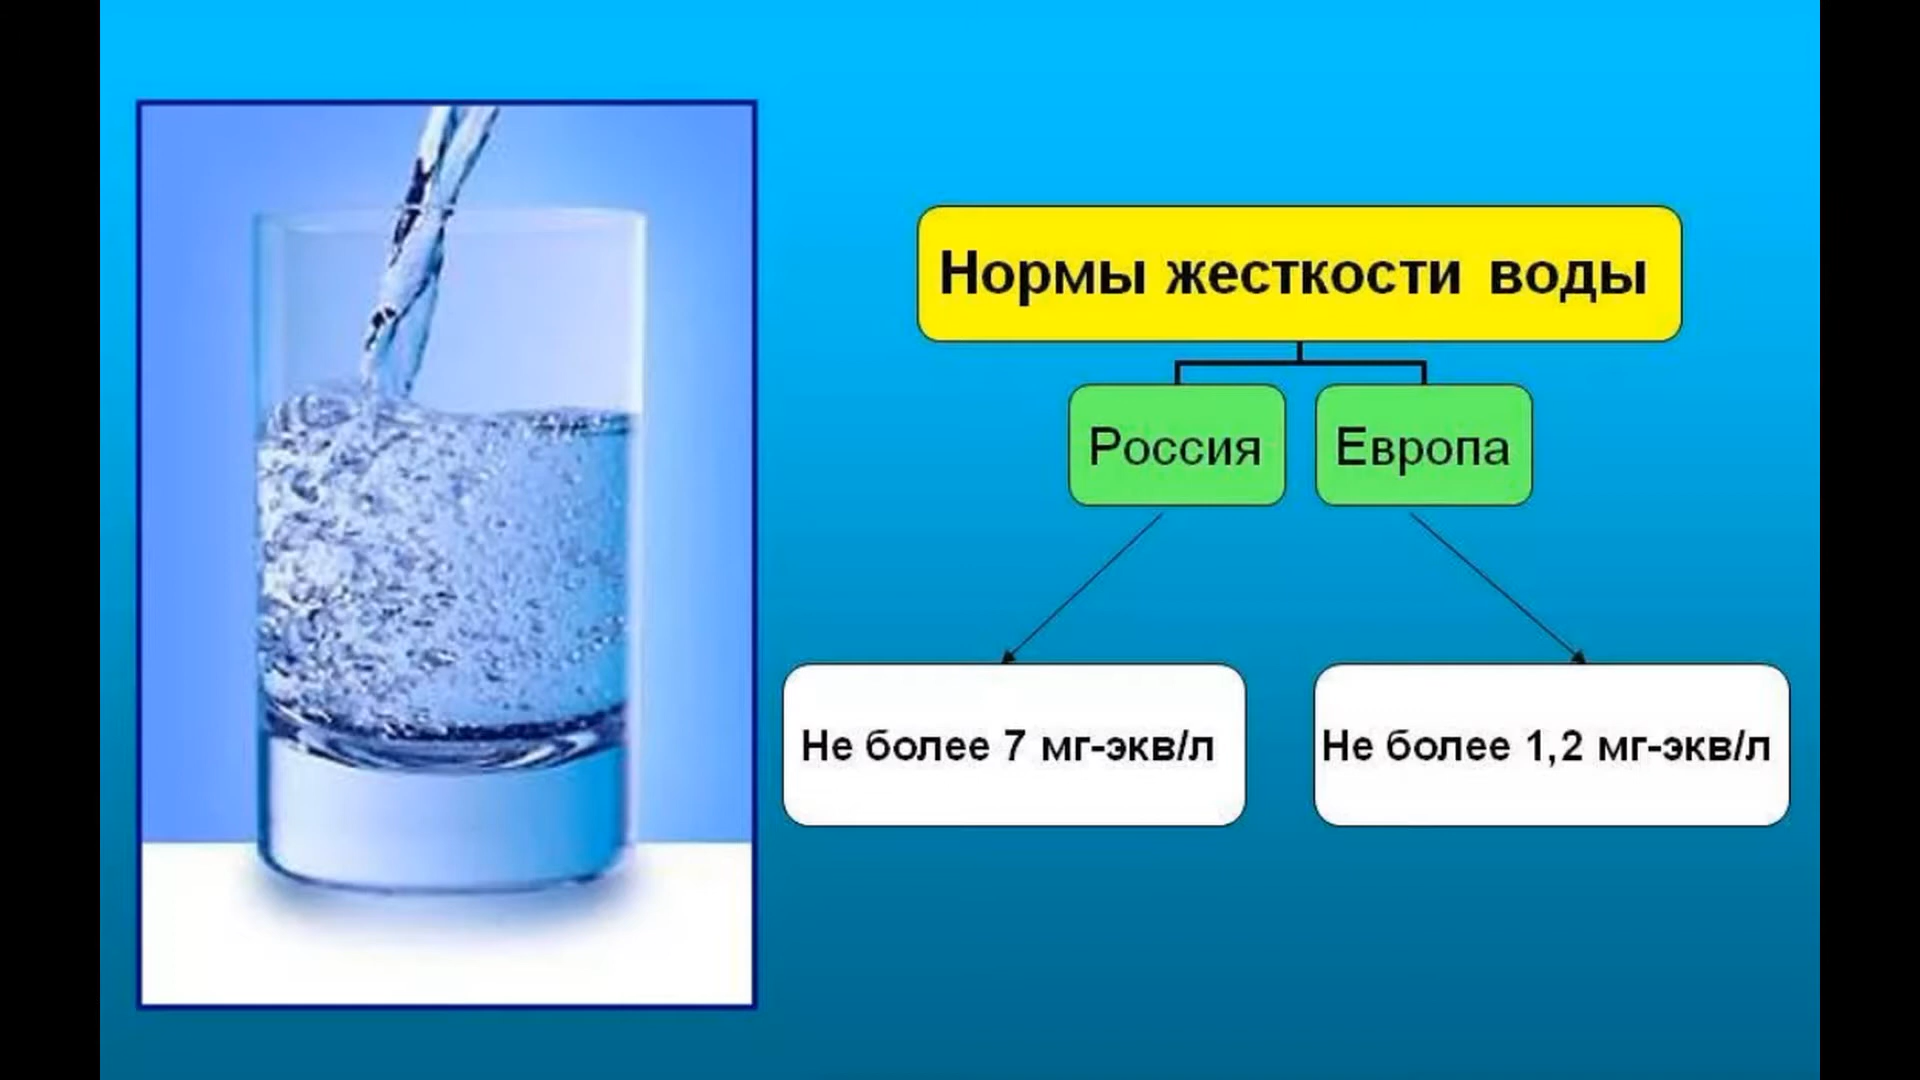 Нормы жесткости воды
Россия
Европа
Не более 7 мг-экв/л
Не более 1,2 мг-экв/л